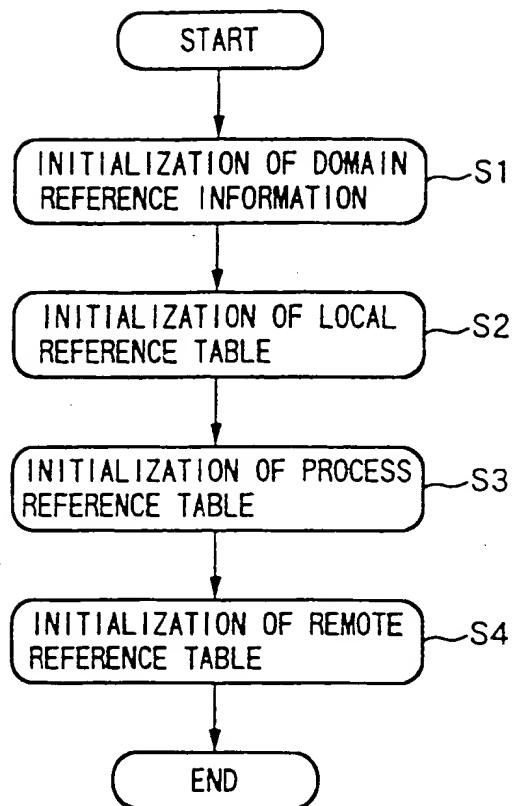 START
INITIALIZATION OF DOMAIN
REFERENCE INFORMATION
S1
INITIALIZATION OF LOCAL
REFERENCE TABLE
S2
INITIALIZATION OF PROCESS
REFERENCE TABLE
S3
INITIALIZATION OF REMOTE
REFERENCE TABLE
S4
END